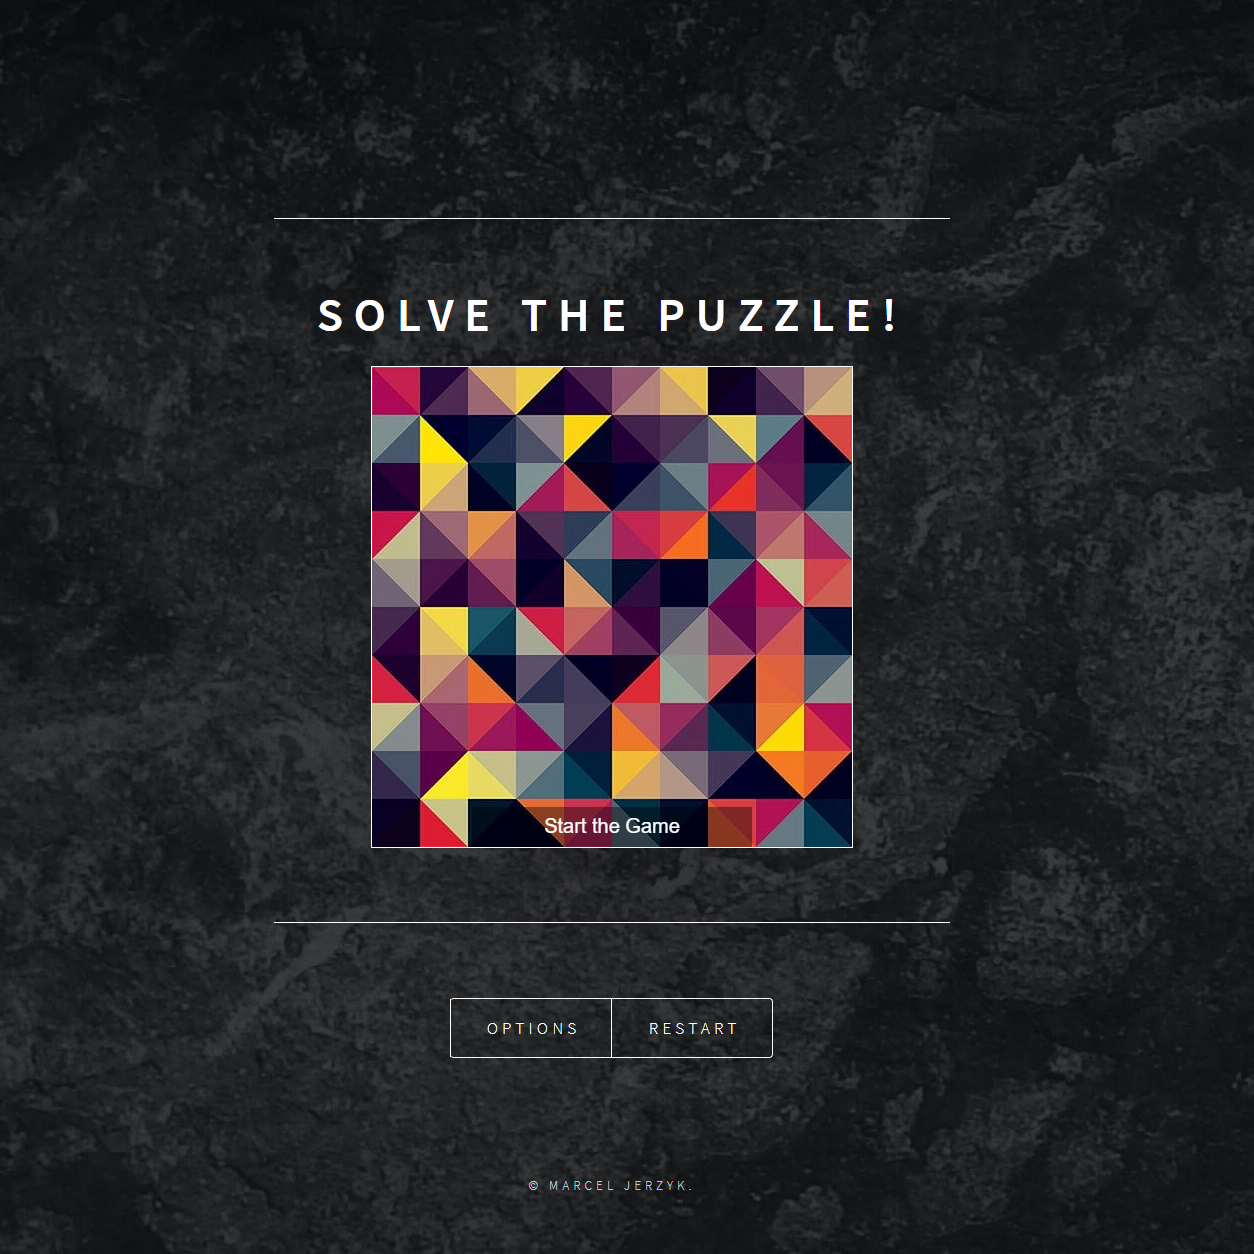 SOLVE THE PUZZLE!
Start the Game
OPTIONS RESTART
© MARCEL JERZYK.